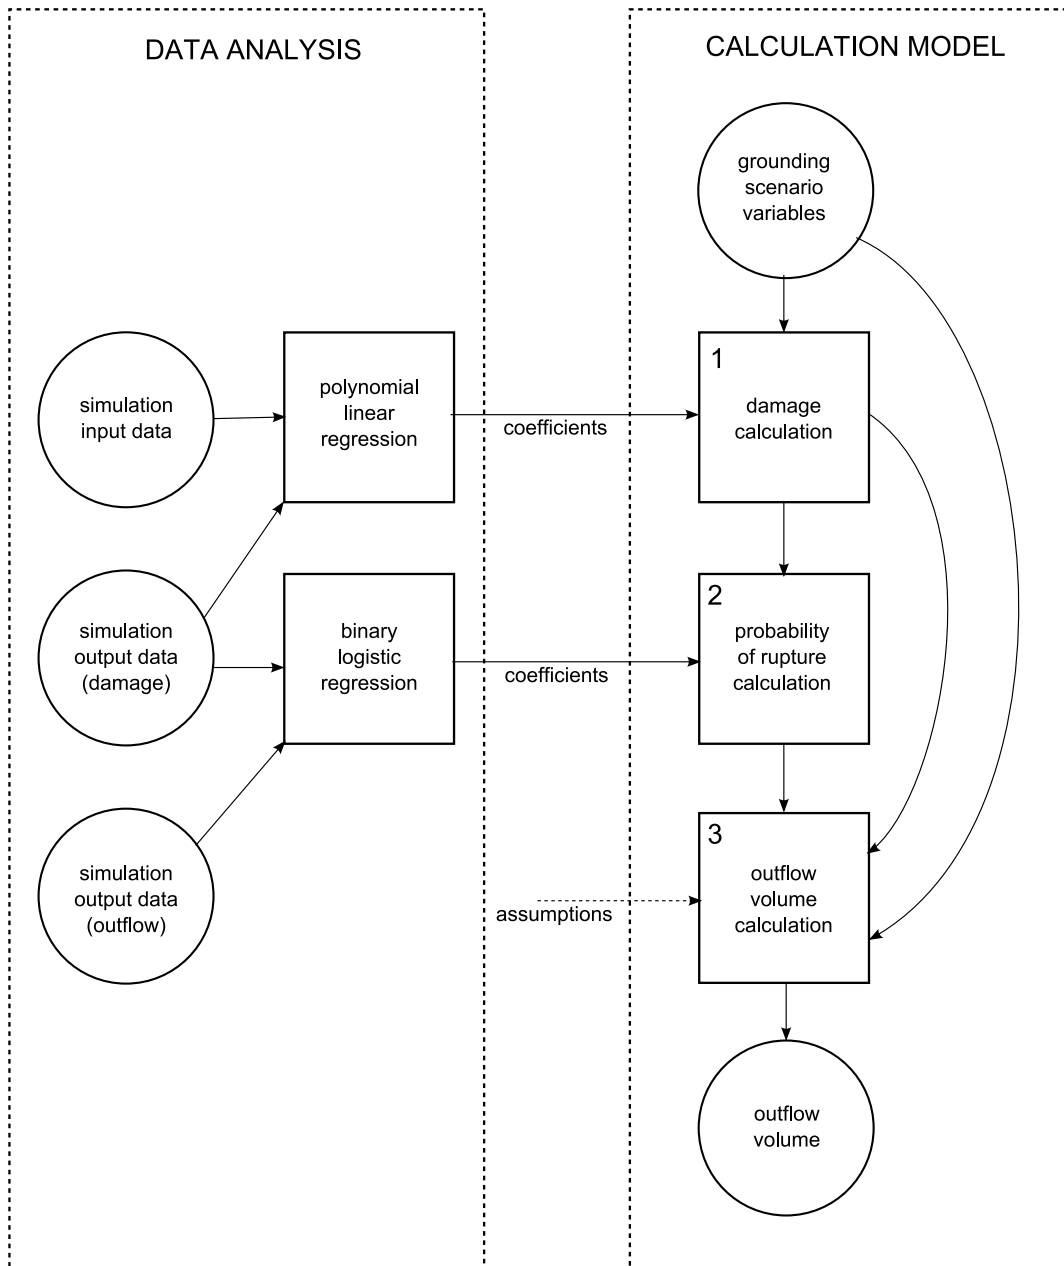 DATA ANALYSIS
CALCULATION MODEL
grounding
scenario
variables
simulation
input data
polynomial
linear
regression
coefficients
1
damage
calculation
simulation
output data
(damage)
binary
logistic
regression
coefficients
2
probability
of rupture
calculation
simulation
output data
(outflow)
assumptions
3
outflow
volume
calculation
outflow
volume